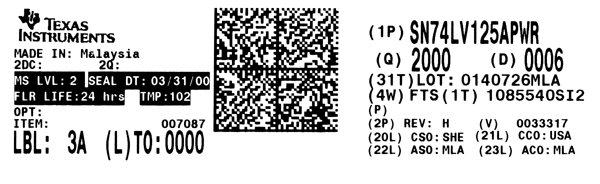 TEXAS
INSTRUMENTS
MADE IN: Malaysia
2DC: 2Q:
MS LVL: 2 SEAL DT: 03/31/00
FLR LIFE:24 hrs TMP:102
OPT:
ITEM: 007087
LBL: 3A (L)TO:0000
(1P) SN74LV125APWR
(Q) 2000 (D) 0006
(31T)LOT: 0140726MLA
(4W) FTS(1T) 1085540SI2
(P)
(2P) REV: H (V) 0033317
(20L) CSO:SHE (21L) CCO:USA
(22L) ASO:MLA (23L) ACO:MLA